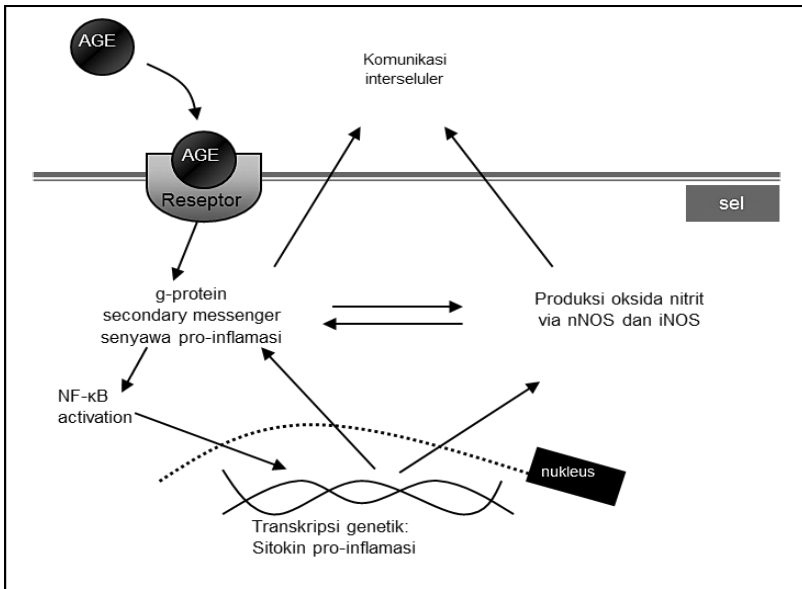 AGE
Komunikasi
interseluler
AGE
Reseptor
sel
g-protein
secondary messenger
senyawa pro-inflamasi
Produksi oksida nitrit
via nNOS dan iNOS
NF-κB
activation
nukleus
Transkripsi genetik:
Sitokin pro-inflamasi